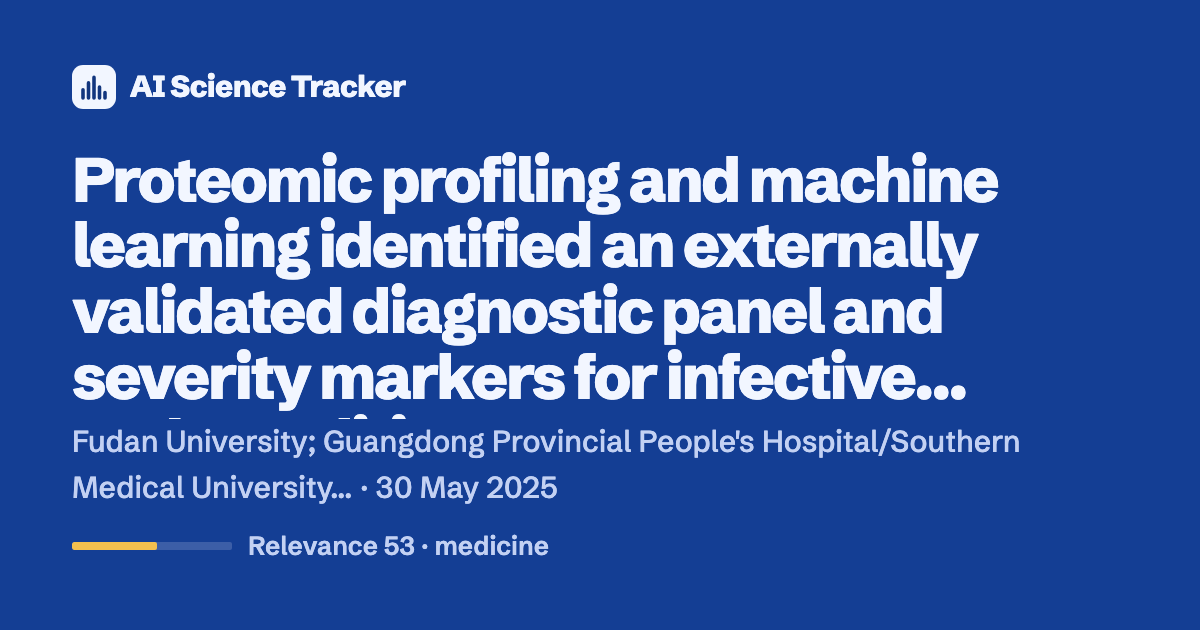 AI Science Tracker
Proteomic profiling and machine
learning identified an externally
validated diagnostic panel and
severity markers for infective...
Fudan University; Guangdong Provincial People's Hospital/Southern
Medical University... · 30 May 2025
Relevance 53 · medicine